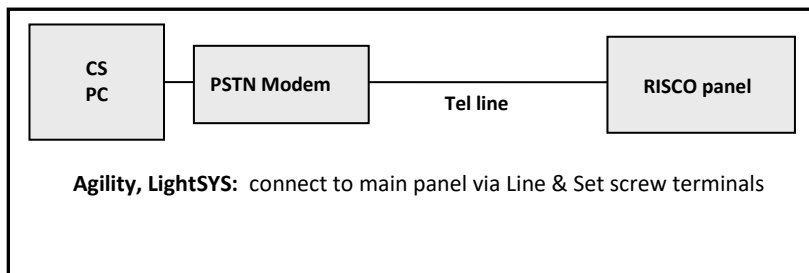 CS
PC
PSTN Modem
Tel line
RISCO panel
Agility, LightSYS: connect to main panel via Line & Set screw terminals